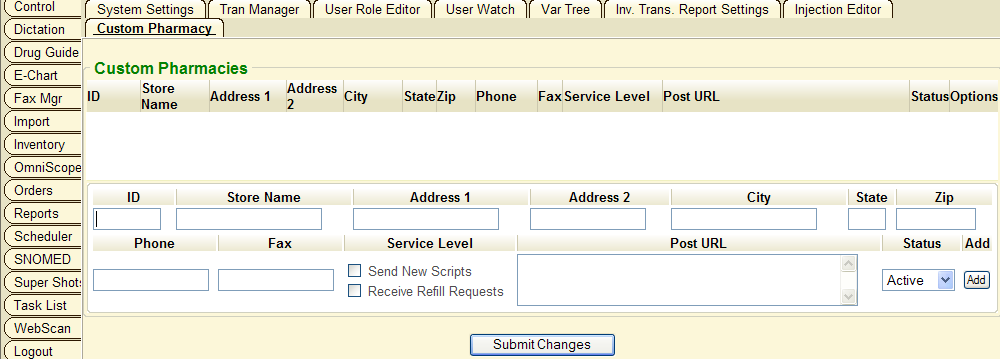 Control
Dictation
Drug Guide
E-Chart
Fax Mgr
Import
Inventory
OmniScope
Orders
Reports
Scheduler
SNOMED
Super Shots
Task List
WebScan
Logout
System Settings Tran Manager User Role Editor User Watch Var Tree Inv. Trans. Report Settings Injection Editor
Custom Pharmacy
Custom Pharmacies
ID Store Name Address 1 Address 2 City State Zip Phone Fax Service Level Post URL Status Options
ID Store Name Address 1 Address 2 City State Zip
Phone Fax Service Level Post URL Status Add
Send New Scripts
Receive Refill Requests
Active Add
Submit Changes